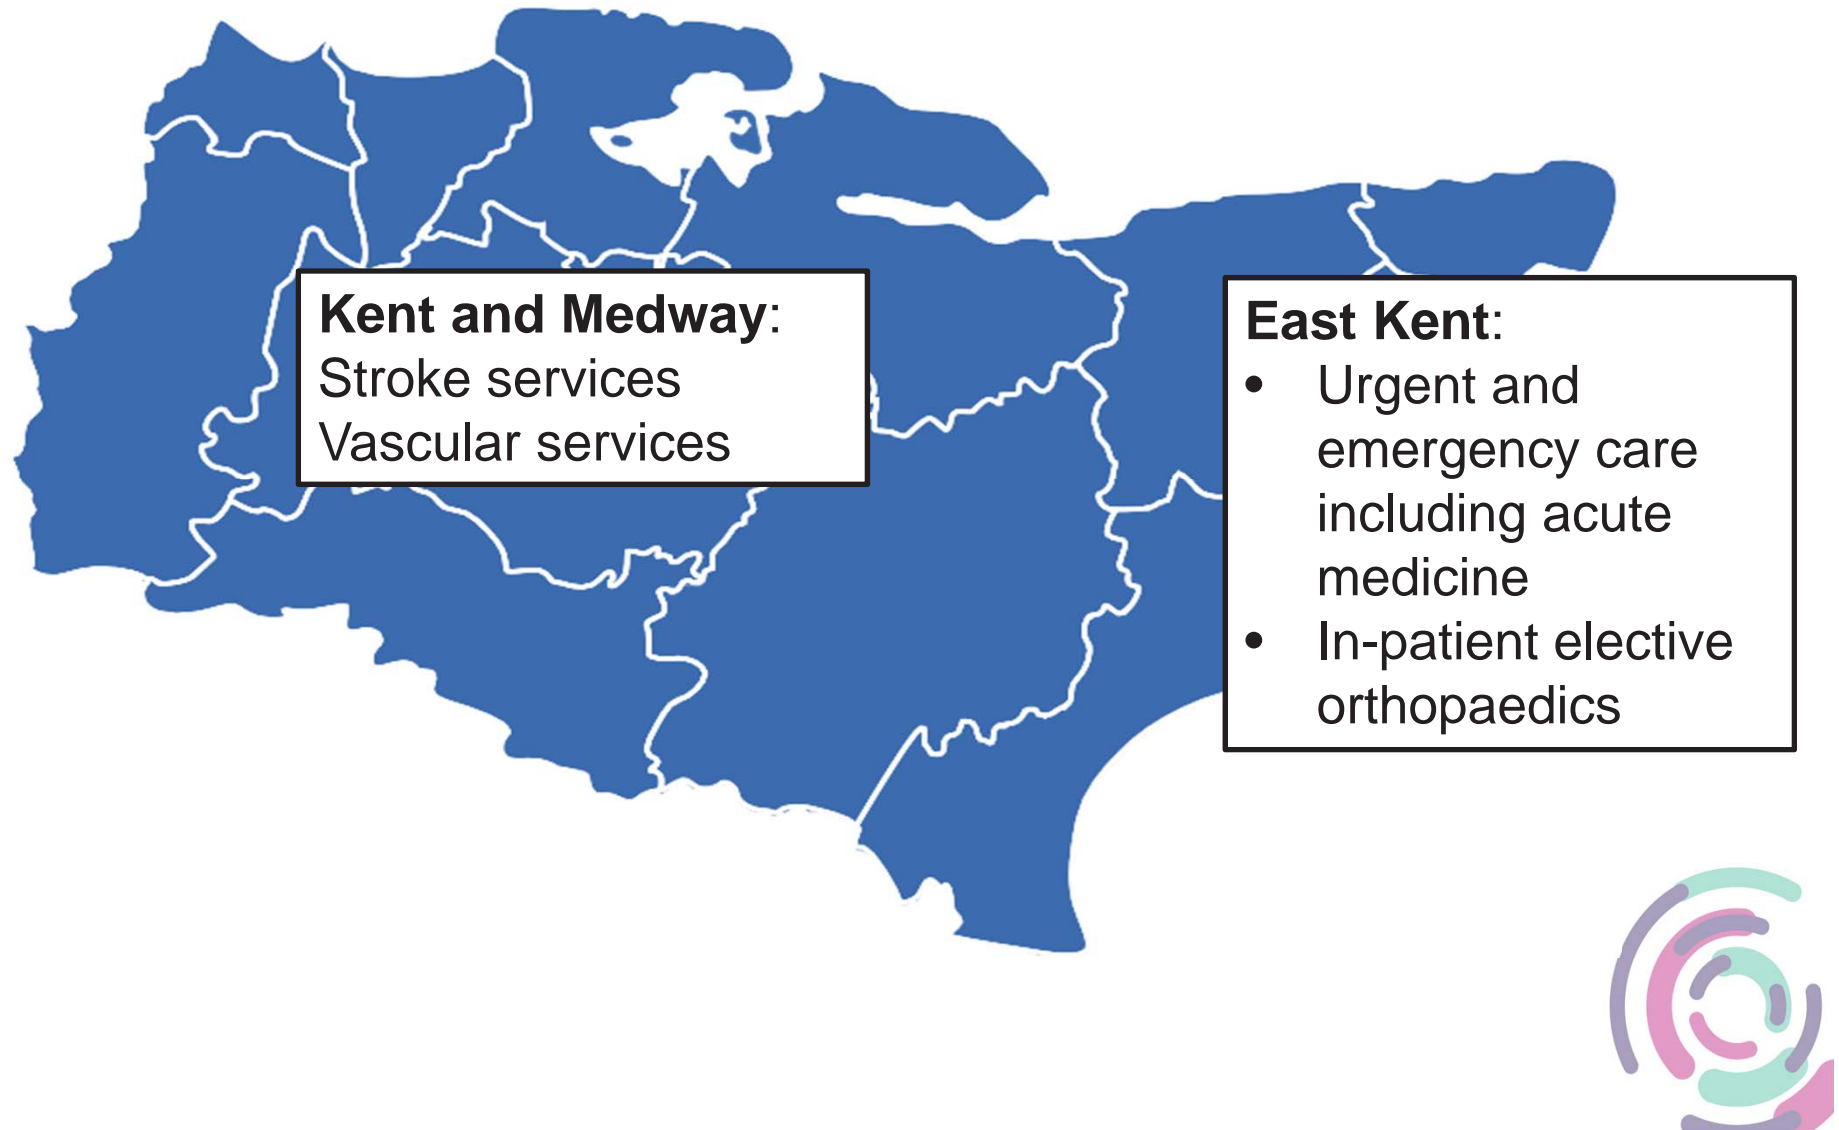 Kent and Medway:
Stroke services
Vascular services
East Kent:
• Urgent and
emergency care
including acute
medicine
• In-patient elective
orthopaedics